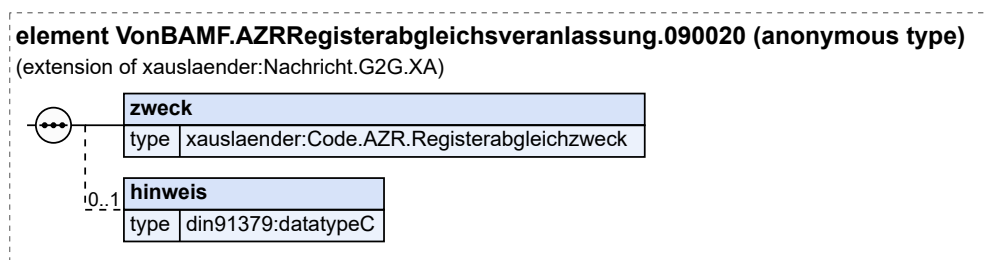 element VonBAMF.AZRRegisterabgleichsveranlassung.090020 (anonymous type)
(extension of xauslaender:Nachricht.G2G.XA)
zweck
type xauslaender:Code.AZR.Registerabgleichzweck
0..1 hinweis
type din91379:datatypeC